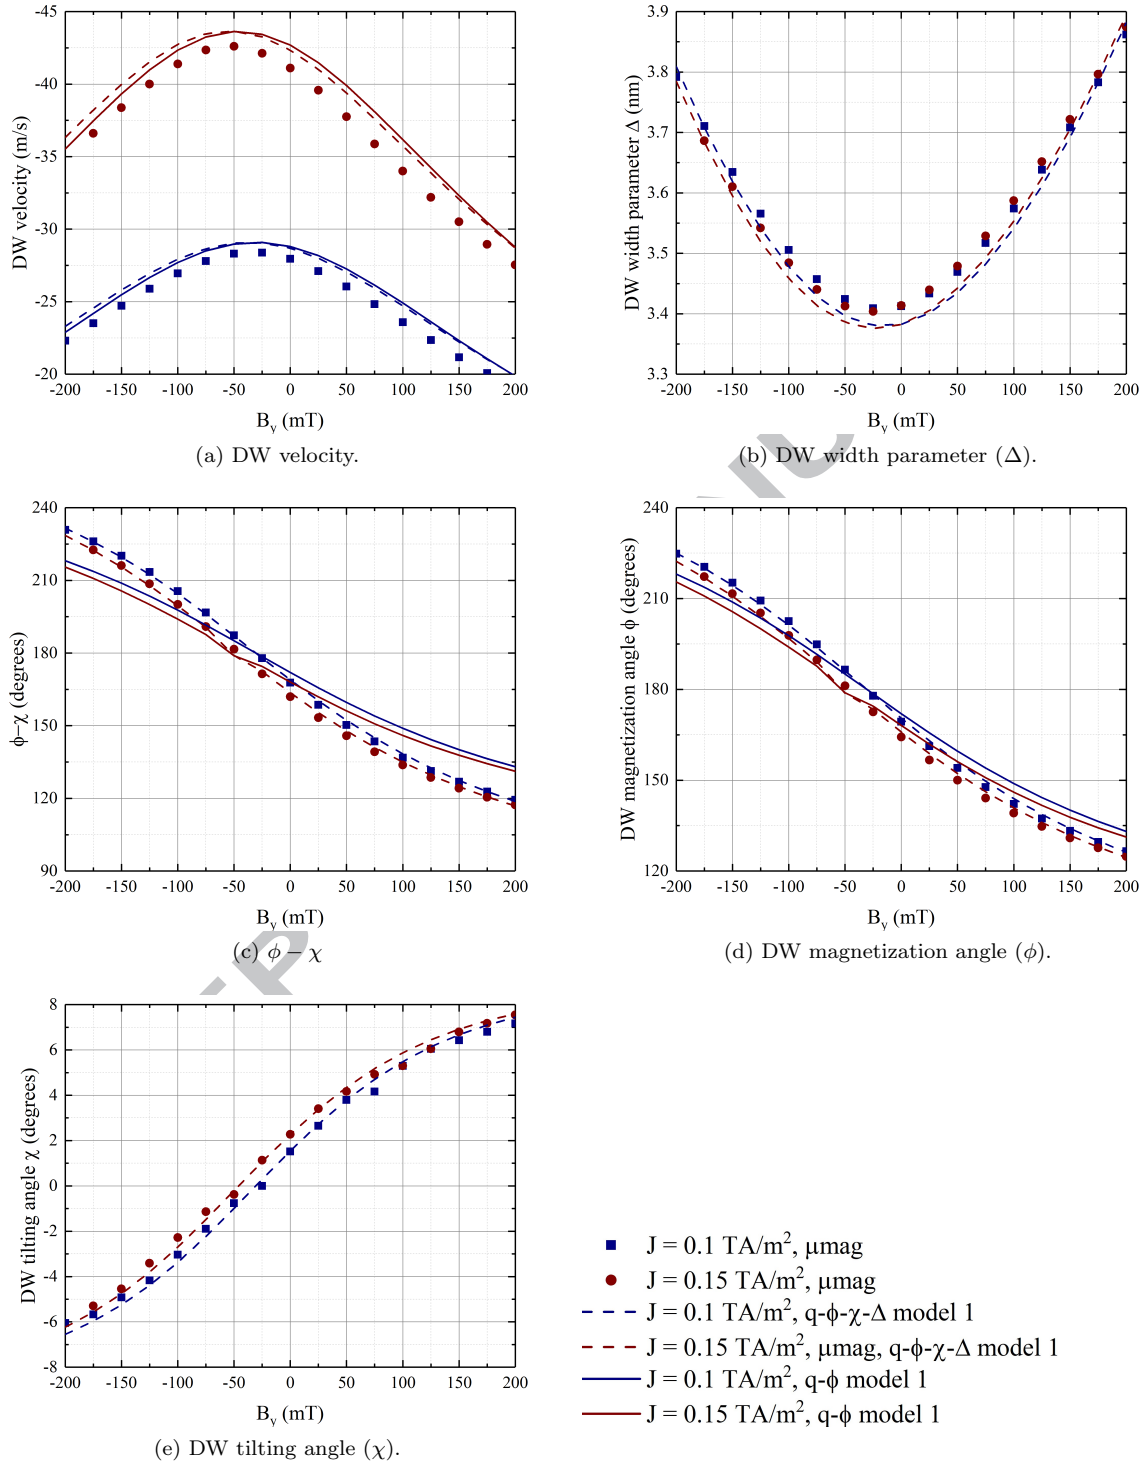 -45
-40
-35
-30
-25
-20
DW velocity (m/s)
-200 -150 -100 -50 0 50 100 150 200
B_y (mT)
(a) DW velocity.
3.9
3.8
3.7
3.6
3.5
3.4
3.3
DW width parameter Δ (nm)
-200 -150 -100 -50 0 50 100 150 200
B_y (mT)
(b) DW width parameter (Δ).
240
210
180
150
120
90
ϕ–χ (degrees)
-200 -150 -100 -50 0 50 100 150 200
B_y (mT)
(c) ϕ − χ
240
210
180
150
120
DW magnetization angle ϕ (degrees)
-200 -150 -100 -50 0 50 100 150 200
B_y (mT)
(d) DW magnetization angle (ϕ).
8
6
4
2
0
-2
-4
-6
-8
DW tilting angle χ (degrees)
-200 -150 -100 -50 0 50 100 150 200
B_y (mT)
(e) DW tilting angle (χ).
J = 0.1 TA/m², μmag
J = 0.15 TA/m², μmag
J = 0.1 TA/m², q-ϕ-χ-Δ model 1
J = 0.15 TA/m², μmag, q-ϕ-χ-Δ model 1
J = 0.1 TA/m², q-ϕ model 1
J = 0.15 TA/m², q-ϕ model 1